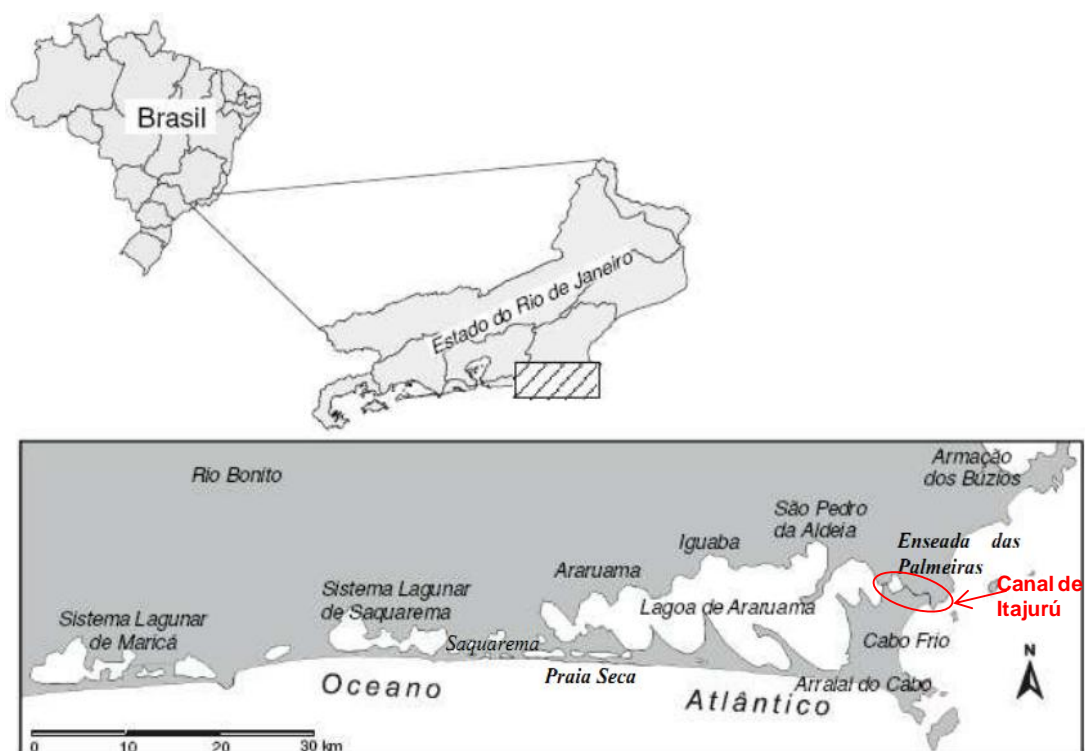 Brasil
Estado do Rio de Janeiro
Rio Bonito
Armação
dos Búzios
São Pedro
da Aldeia
Iguaba
Enseada das
Palmeiras
Araruama
Canal de
Itajurú
Sistema Lagunar
de Saquarema
Lagoa de Araruama
Sistema Lagunar
de Maricá
Saquarema
Cabo Frio
Praia Seca
N
Oceano
Atlântico
Arraial do Cabo
0 10 20 30 km